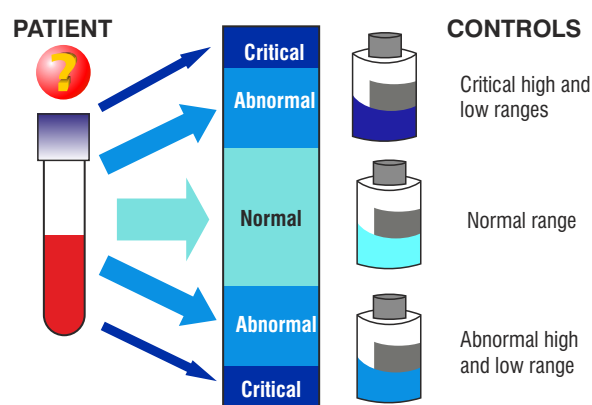 PATIENT
CONTROLS
?
Critical
Abnormal
Normal
Abnormal
Critical
Critical high and
low ranges
Normal range
Abnormal high
and low range